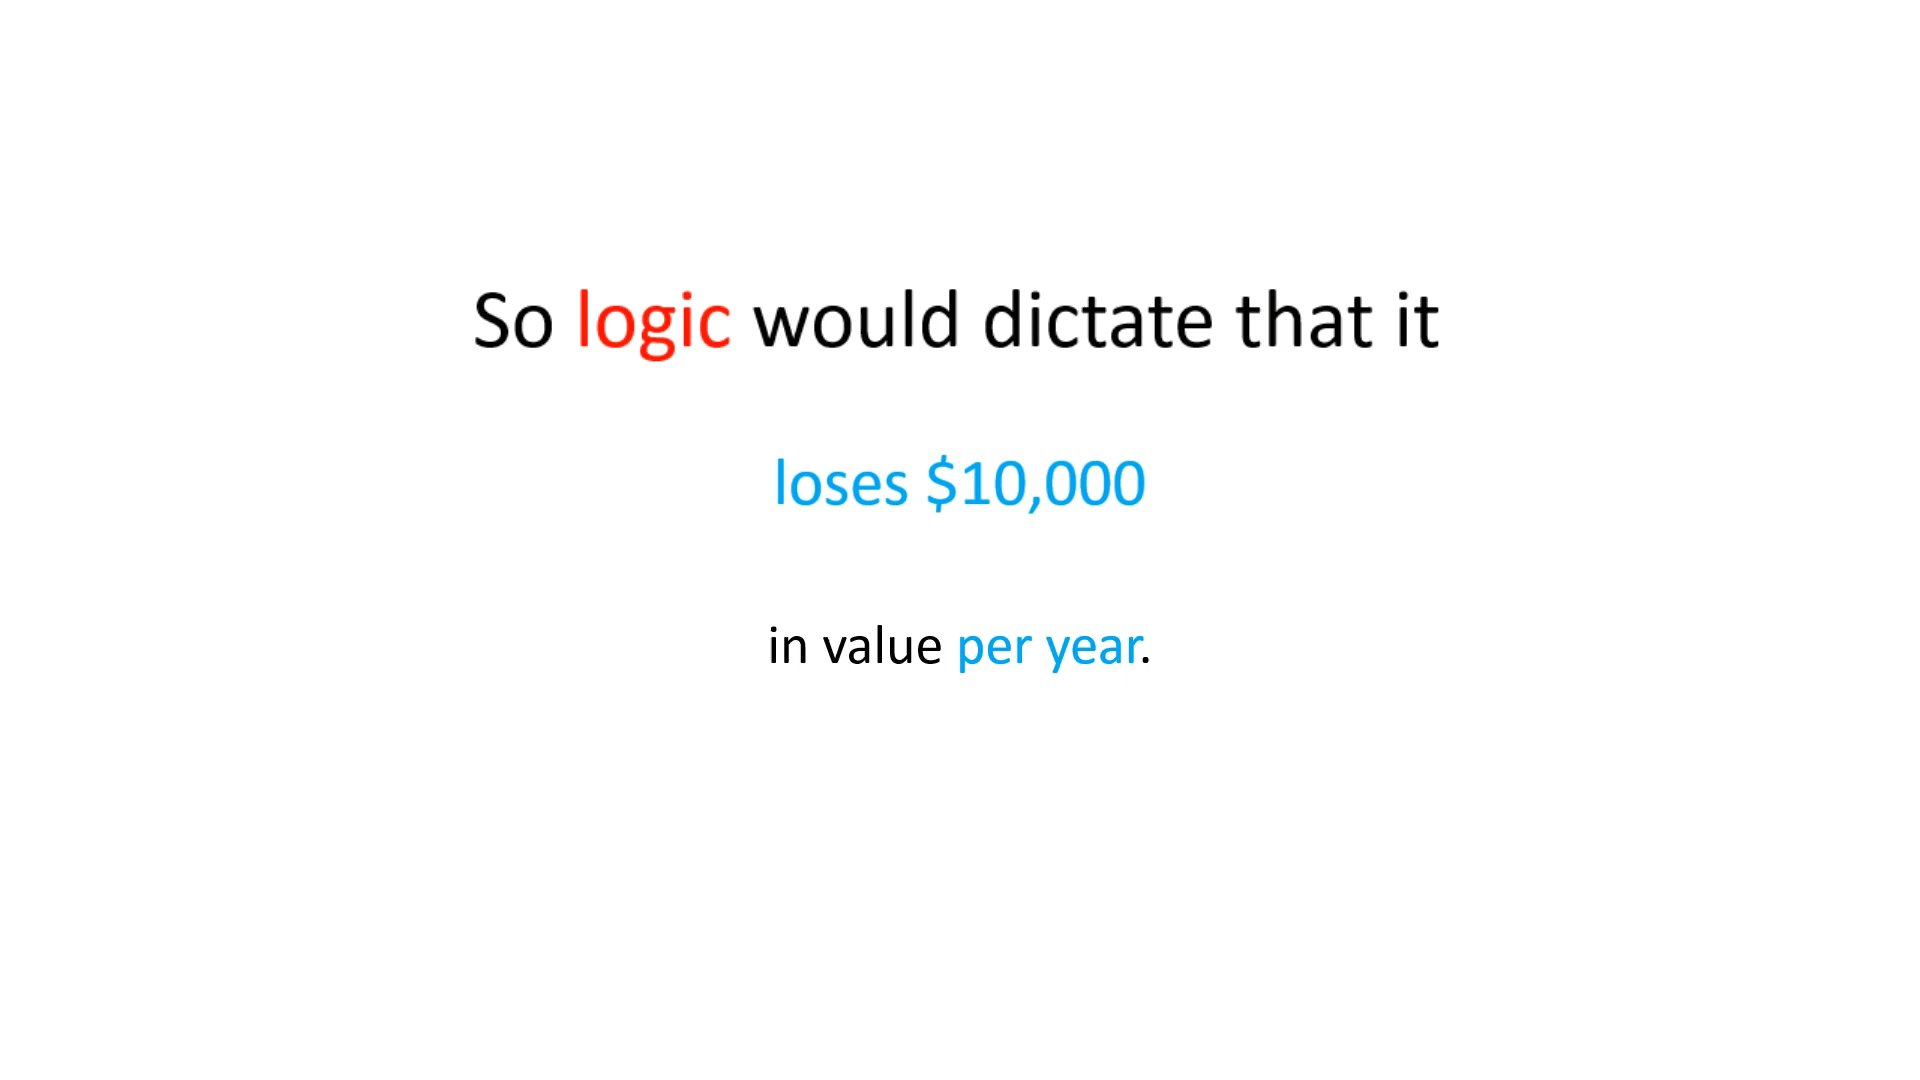 So logic would dictate that it
loses $10,000
in value per year.